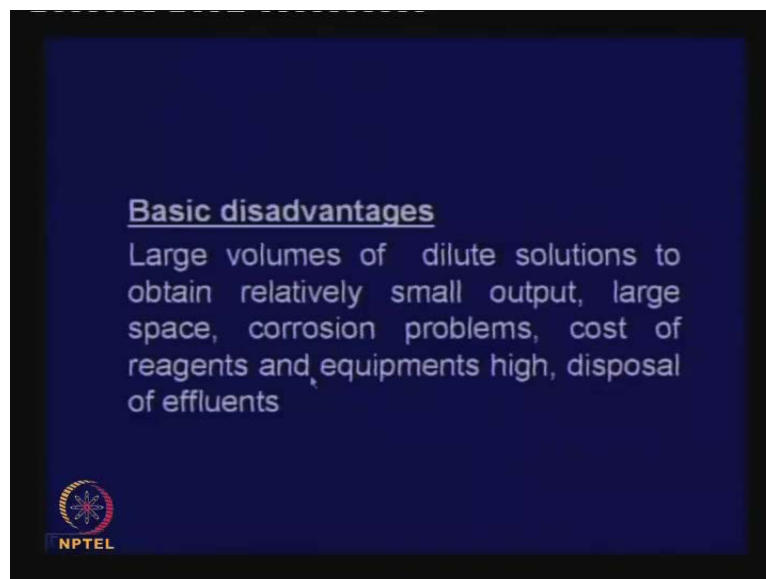 Basic disadvantages
Large volumes of dilute solutions to
obtain relatively small output, large
space, corrosion problems, cost of
reagents and equipments high, disposal
of effluents
NPTEL